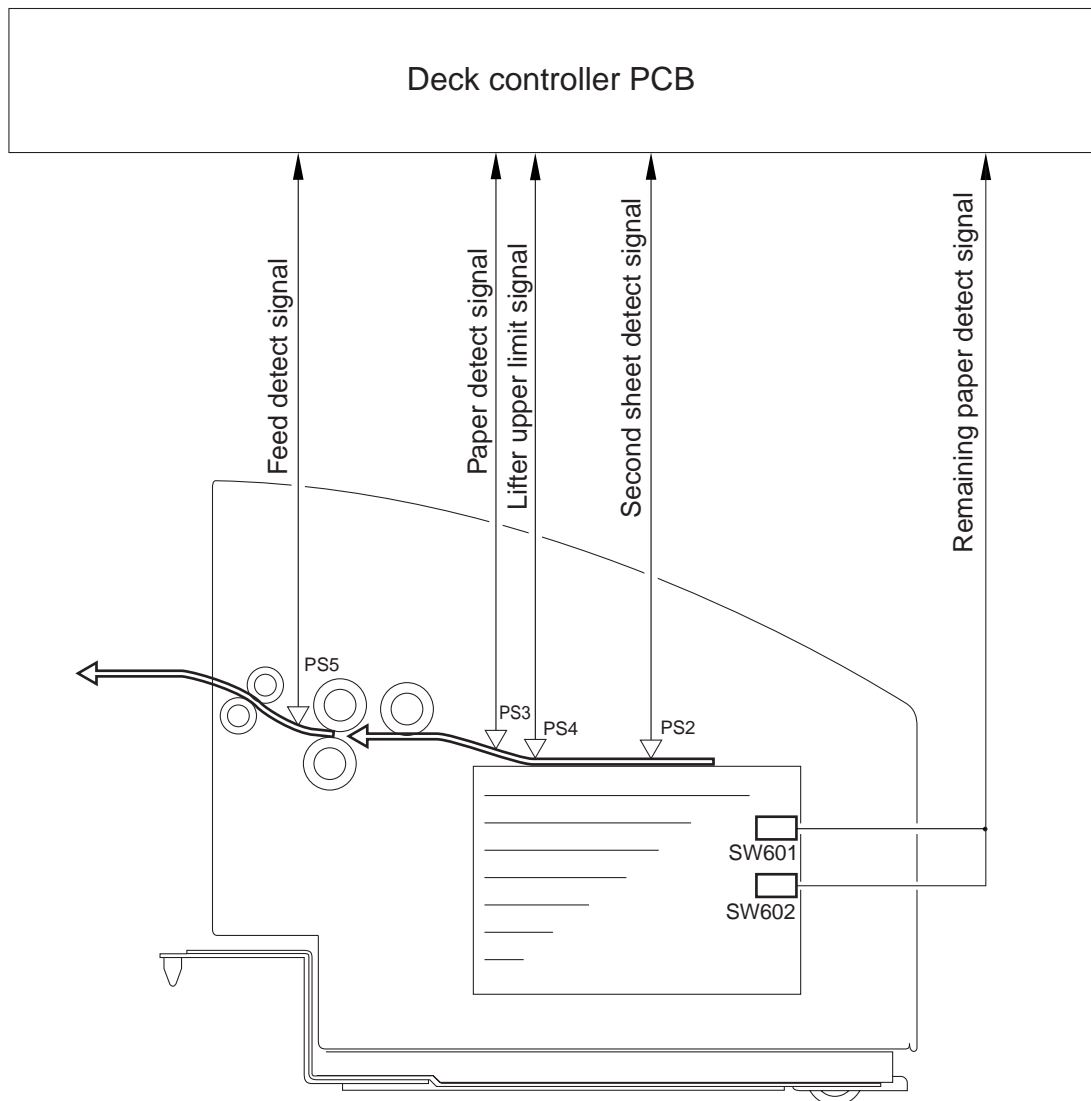 Deck controller PCB
Feed detect signal
Paper detect signal
Lifter upper limit signal
Second sheet detect signal
Remaining paper detect signal
PS5
PS3
PS4
PS2
SW601
SW602